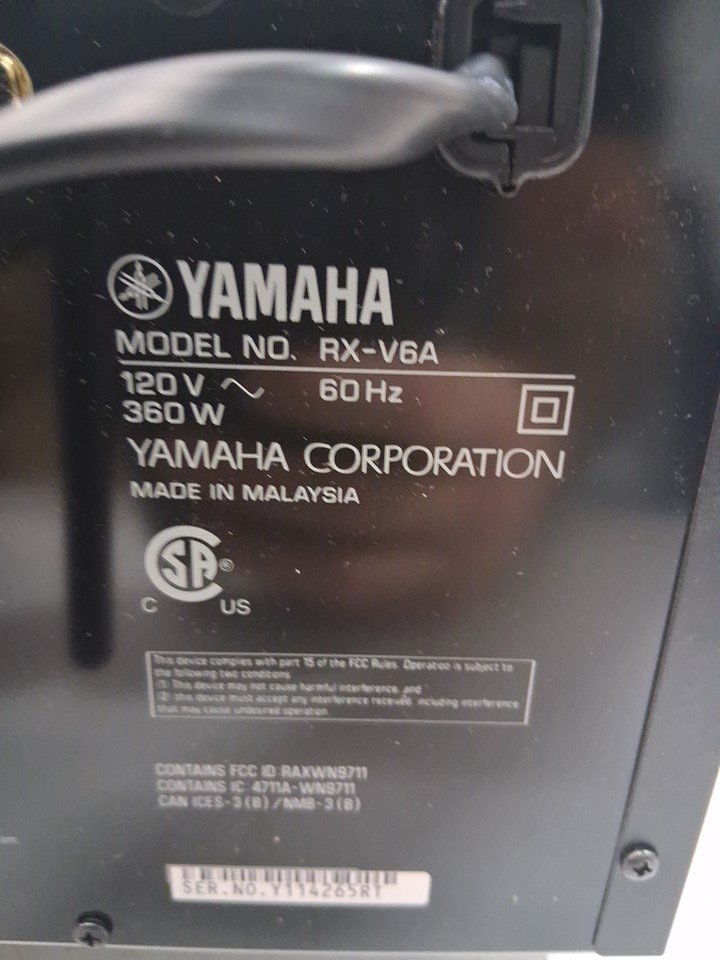 YAMAHA
MODEL NO. RX-V6A
120 V ~ 60 Hz
360 W
YAMAHA CORPORATION
MADE IN MALAYSIA
SA ®
C US
This device complies with part 15 of the FCC Rules. Operation is subject to
the following two conditions:
(1) This device may not cause harmful interference, and
(2) this device must accept any interference received, including interference
that may cause undesired operation.
CONTAINS FCC ID RAXWN9711
CONTAINS IC 4711A-WN9711
CAN ICES-3 (B) / NMB-3 (B)
SER.NO.Y114265RT